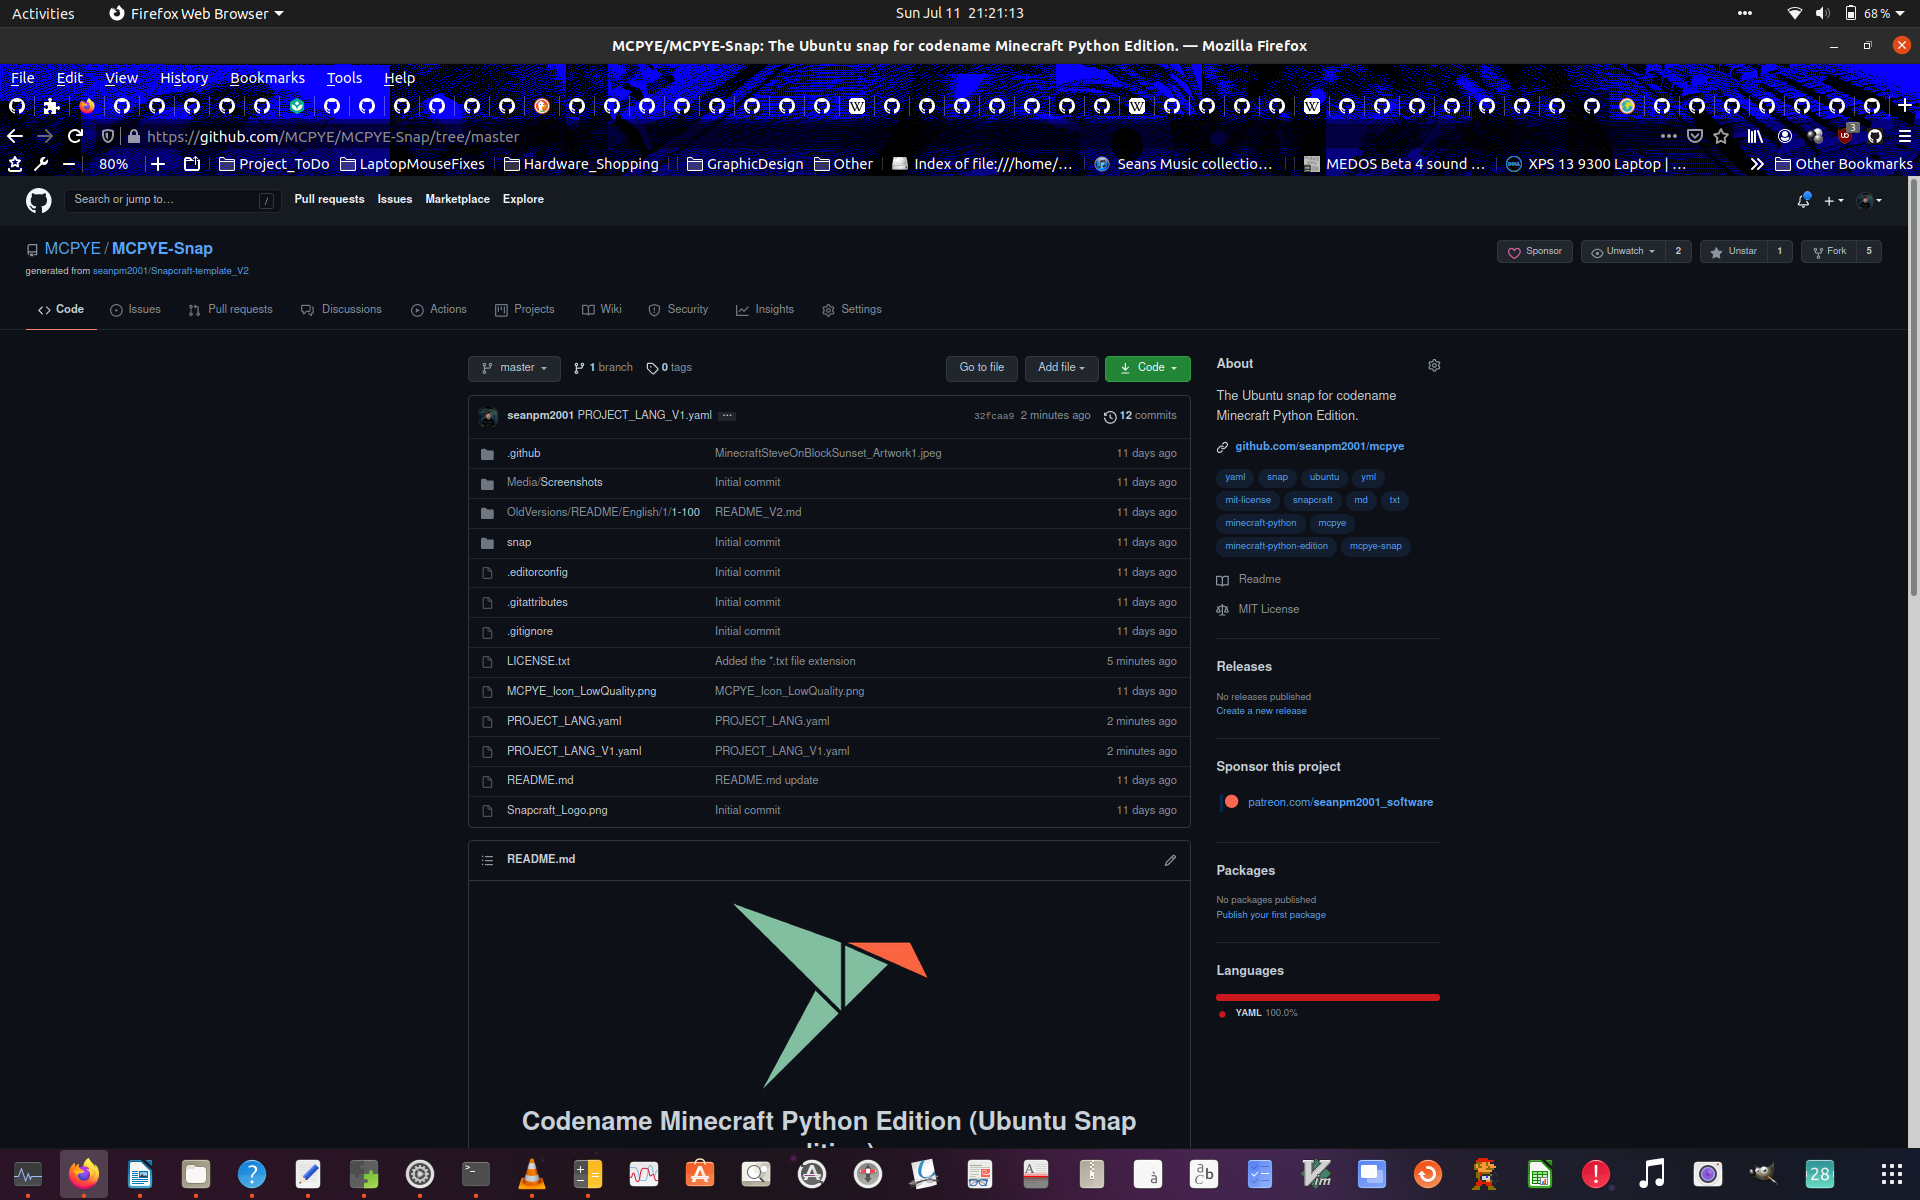 Activities Firefox Web Browser Sun Jul 11 21:21:13 68 %
MCPYE/MCPYE-Snap: The Ubuntu snap for codename Minecraft Python Edition. — Mozilla Firefox
File Edit View History Bookmarks Tools Help
https://github.com/MCPYE/MCPYE-Snap/tree/master 3
80% Project_ToDo LaptopMouseFixes Hardware_Shopping GraphicDesign Other Index of file:///home/... Seans Music collectio... MEDOS Beta 4 sound ... XPS 13 9300 Laptop | ... Other Bookmarks
Search or jump to... / Pull requests Issues Marketplace Explore
MCPYE / MCPYE-Snap Sponsor Unwatch 2 Unstar 1 Fork 5
generated from seanpm2001/Snapcraft-template_V2
Code Issues Pull requests Discussions Actions Projects Wiki Security Insights Settings
master 1 branch 0 tags Go to file Add file Code
seanpm2001 PROJECT_LANG_V1.yaml ... 32fcaa9 2 minutes ago 12 commits
.github MinecraftSteveOnBlockSunset_Artwork1.jpeg 11 days ago
Media/Screenshots Initial commit 11 days ago
OldVersions/README/English/1/1-100 README_V2.md 11 days ago
snap Initial commit 11 days ago
.editorconfig Initial commit 11 days ago
.gitattributes Initial commit 11 days ago
.gitignore Initial commit 11 days ago
LICENSE.txt Added the *.txt file extension 5 minutes ago
MCPYE_Icon_LowQuality.png MCPYE_Icon_LowQuality.png 11 days ago
PROJECT_LANG.yaml PROJECT_LANG.yaml 2 minutes ago
PROJECT_LANG_V1.yaml PROJECT_LANG_V1.yaml 2 minutes ago
README.md README.md update 11 days ago
Snapcraft_Logo.png Initial commit 11 days ago
README.md
Codename Minecraft Python Edition (Ubuntu Snap
About
The Ubuntu snap for codename
Minecraft Python Edition.
github.com/seanpm2001/mcpye
yaml snap ubuntu yml
mit-license snapcraft md txt
minecraft-python mcpye
minecraft-python-edition mcpye-snap
Readme
MIT License
Releases
No releases published
Create a new release
Sponsor this project
patreon.com/seanpm2001_software
Packages
No packages published
Publish your first package
Languages
YAML 100.0%
28